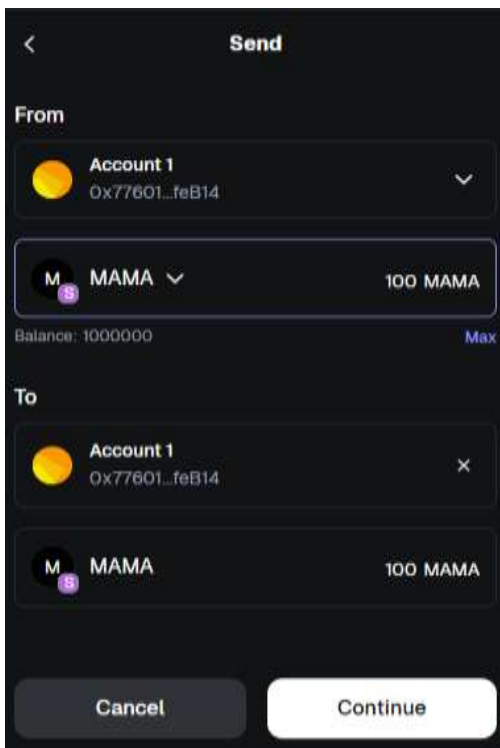 Send
From
Account 1
0x77601...feB14
M S MAMA 100 MAMA
Balance: 1000000 Max
To
Account 1
0x77601...feB14
M S MAMA 100 MAMA
Cancel Continue